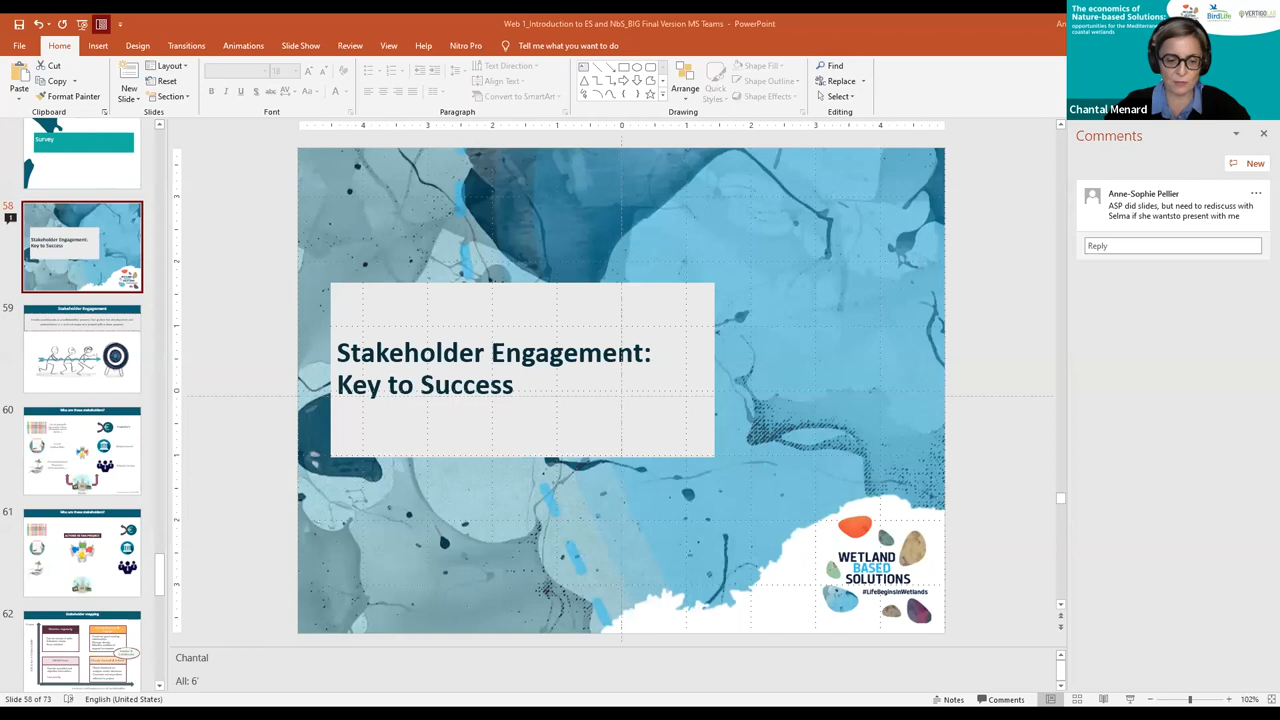 Web 1_Introduction to ES and NbS_BIG Final Version MS Teams - PowerPoint
File Home Insert Design Transitions Animations Slide Show Review View Help Nitro Pro Tell me what you want to do
Paste
Cut
Copy
Format Painter
Clipboard
New
Slide
Layout
Reset
Section
Slides
18
Font
Text Direction
Align Text
Convert to SmartArt
Paragraph
Arrange
Quick
Styles
Shape Fill
Shape Outline
Shape Effects
Drawing
Find
Replace
Select
Editing
The economics of
Nature-based Solutions:
opportunities for the Mediterranean
coastal wetlands
BirdLife
VERTIGOLAB
Chantal Menard
Comments
New
Anne-Sophie Pellier
ASP did slides, but need to rediscuss with
Selma if she wantsto present with me
Reply
Survey
58
1
Stakeholder Engagement:
Key to Success
59
Stakeholder Engagement
60
Who are these stakeholders?
61
Who are these stakeholders?
62
Stakeholder mapping
Stakeholder Engagement:
Key to Success
WETLAND
BASED
SOLUTIONS
#LifeBeginsInWetlands
Chantal
All: 6'
Slide 58 of 73 English (United States) Notes Comments 102%